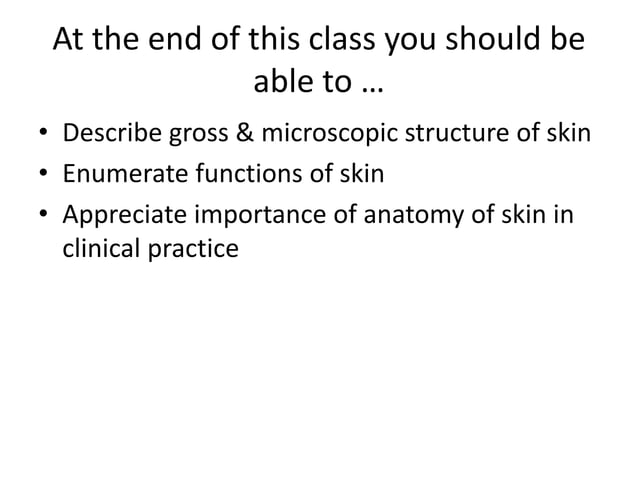 At the end of this class you should be
able to …
• Describe gross & microscopic structure of skin
• Enumerate functions of skin
• Appreciate importance of anatomy of skin in
clinical practice